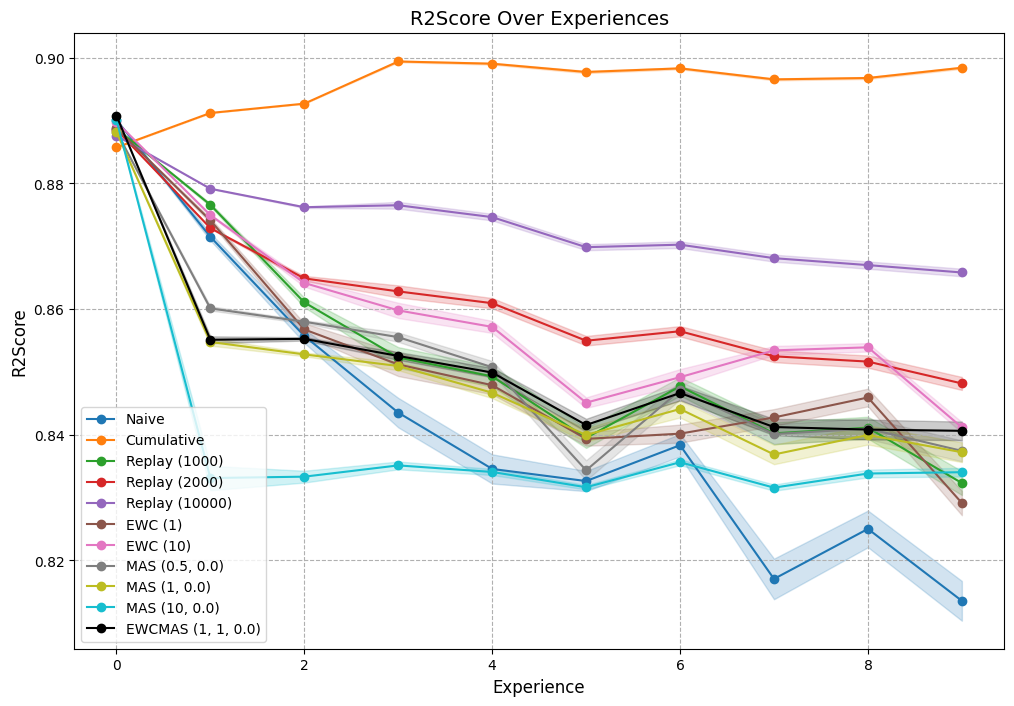 R2Score Over Experiences
R2Score
0.90
0.88
0.86
0.84
0.82
Naive
Cumulative
Replay (1000)
Replay (2000)
Replay (10000)
EWC (1)
EWC (10)
MAS (0.5, 0.0)
MAS (1, 0.0)
MAS (10, 0.0)
EWCMAS (1, 1, 0.0)
0 2 4 6 8
Experience